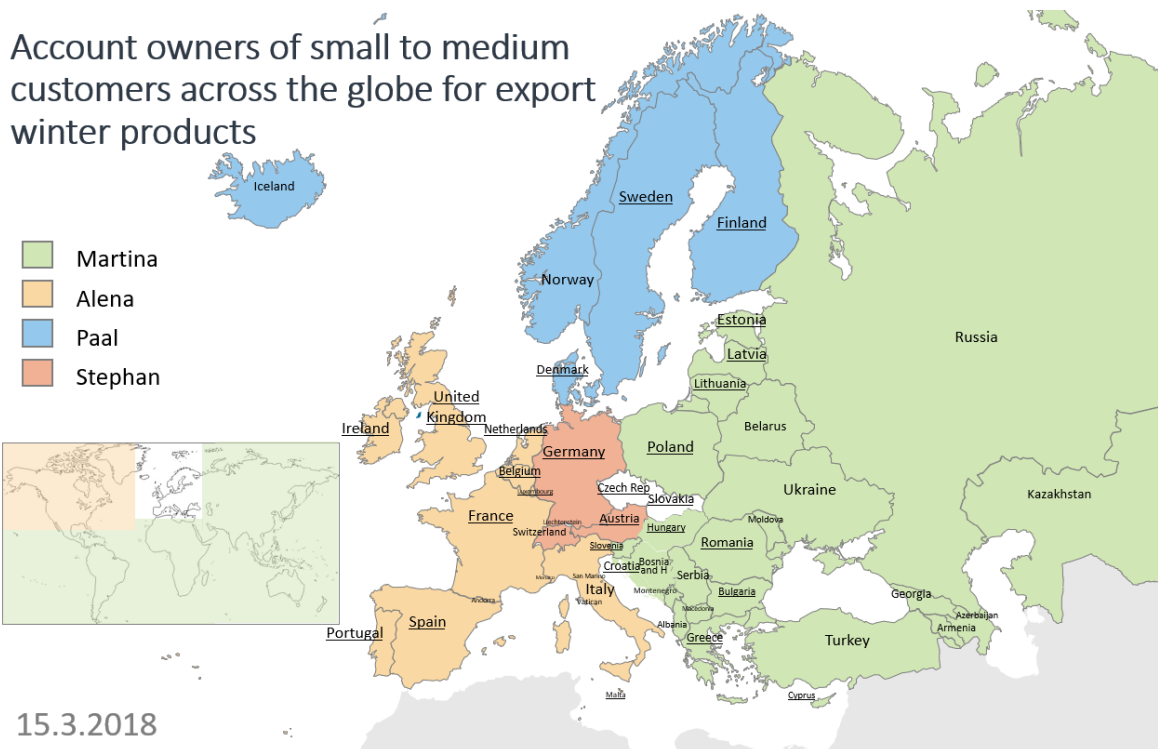 Account owners of small to medium
customers across the globe for export
winter products
Iceland
Sweden
Finland
Norway
Martina
Alena
Paal
Stephan
Estonia
Russia
Latvia
Denmark
Lithuania
United
Kingdom
Ireland
Netherlands
Belarus
Germany
Poland
Belgium
Czech Rep
Slovakia
Luxembourg
Ukraine
Kazakhstan
France
Liechtenstein
Austria
Switzerland
Hungary
Moldova
Slovenia
Romania
Croatia
Bosnia
and H
Serbia
Monaco
San Marino
Italy
Vatican
Montenegro
Bulgaria
Georgia
Andorra
Macedonia
Azerbaijan
Armenia
Albania
Spain
Portugal
Greece
Turkey
Malta
Cyprus
15.3.2018